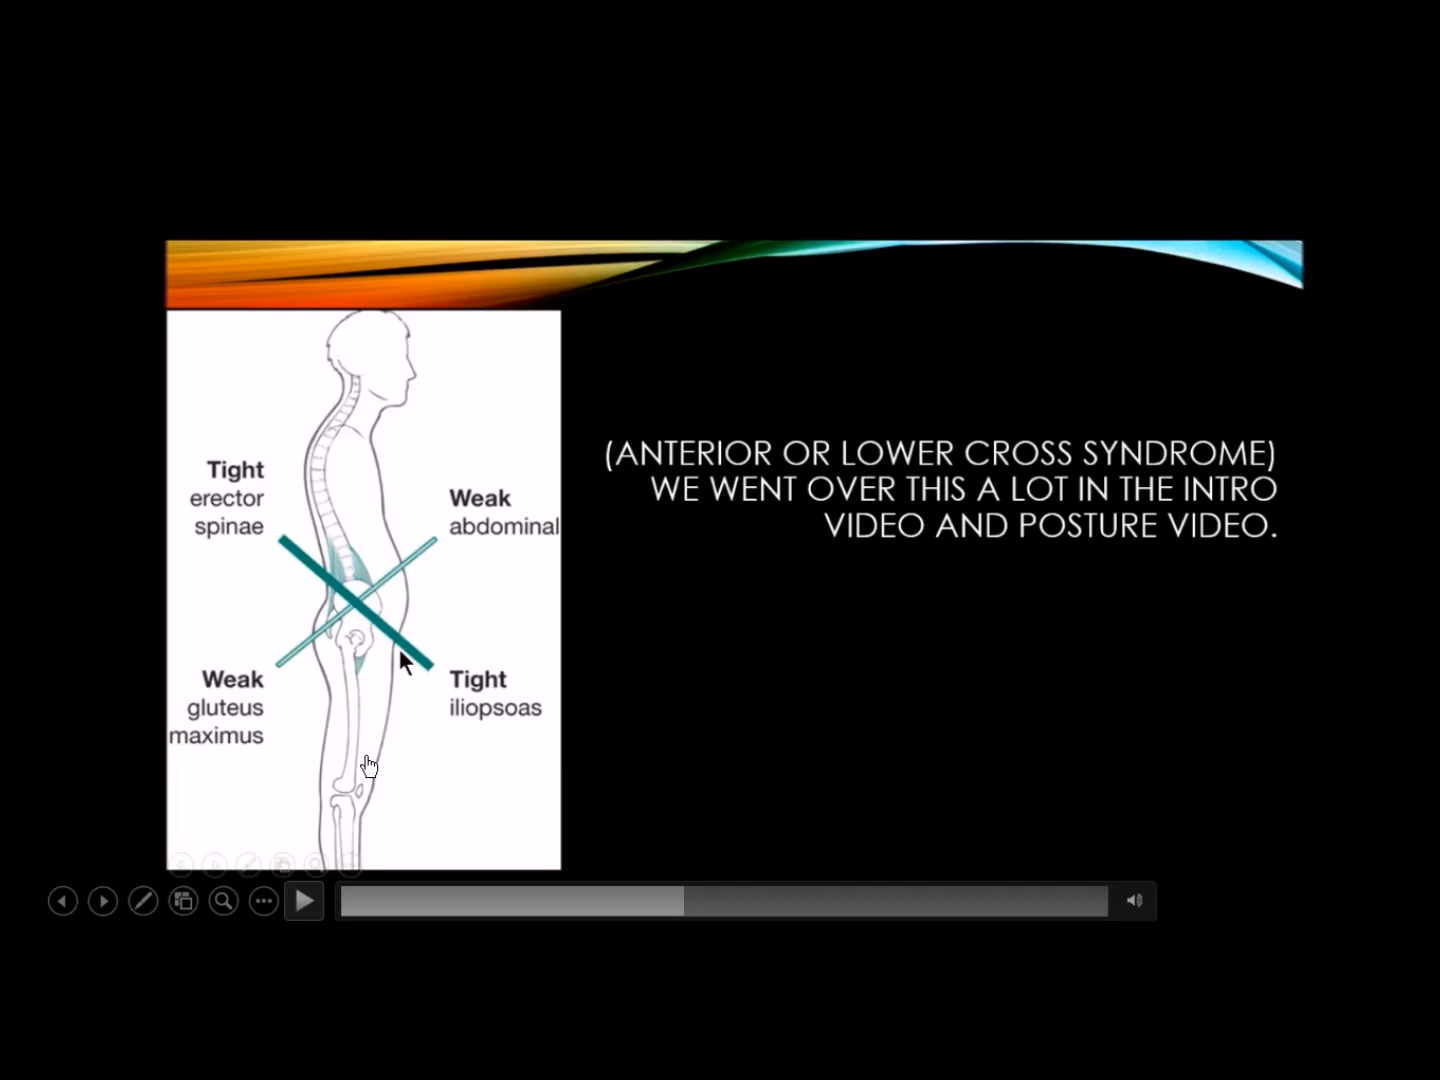 (ANTERIOR OR LOWER CROSS SYNDROME)
WE WENT OVER THIS A LOT IN THE INTRO
VIDEO AND POSTURE VIDEO.
Tight
erector
spinae
Weak
abdominal
Weak
gluteus
maximus
Tight
iliopsoas